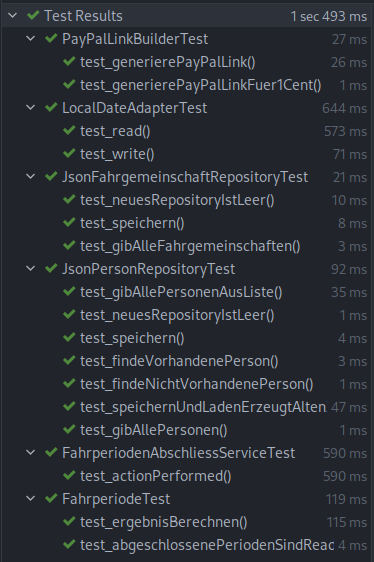 Test Results 1 sec 493 ms
PayPalLinkBuilderTest 27 ms
test_generierePayPalLink() 26 ms
test_generierePayPalLinkFuer1Cent() 1 ms
LocalDateAdapterTest 644 ms
test_read() 573 ms
test_write() 71 ms
JsonFahrgemeinschaftRepositoryTest 21 ms
test_neuesRepositoryIstLeer() 10 ms
test_speichern() 8 ms
test_gibAlleFahrgemeinschaften() 3 ms
JsonPersonRepositoryTest 92 ms
test_gibAllePersonenAusListe() 35 ms
test_neuesRepositoryIstLeer() 1 ms
test_speichern() 4 ms
test_findeVorhandenePerson() 3 ms
test_findeNichtVorhandenePerson() 1 ms
test_speichernUndLadenErzeugtAlten 47 ms
test_gibAllePersonen() 1 ms
FahrperiodenAbschliessServiceTest 590 ms
test_actionPerformed() 590 ms
FahrperiodeTest 119 ms
test_ergebnisBerechnen() 115 ms
test_abgeschlossenePeriodenSindReac 4 ms